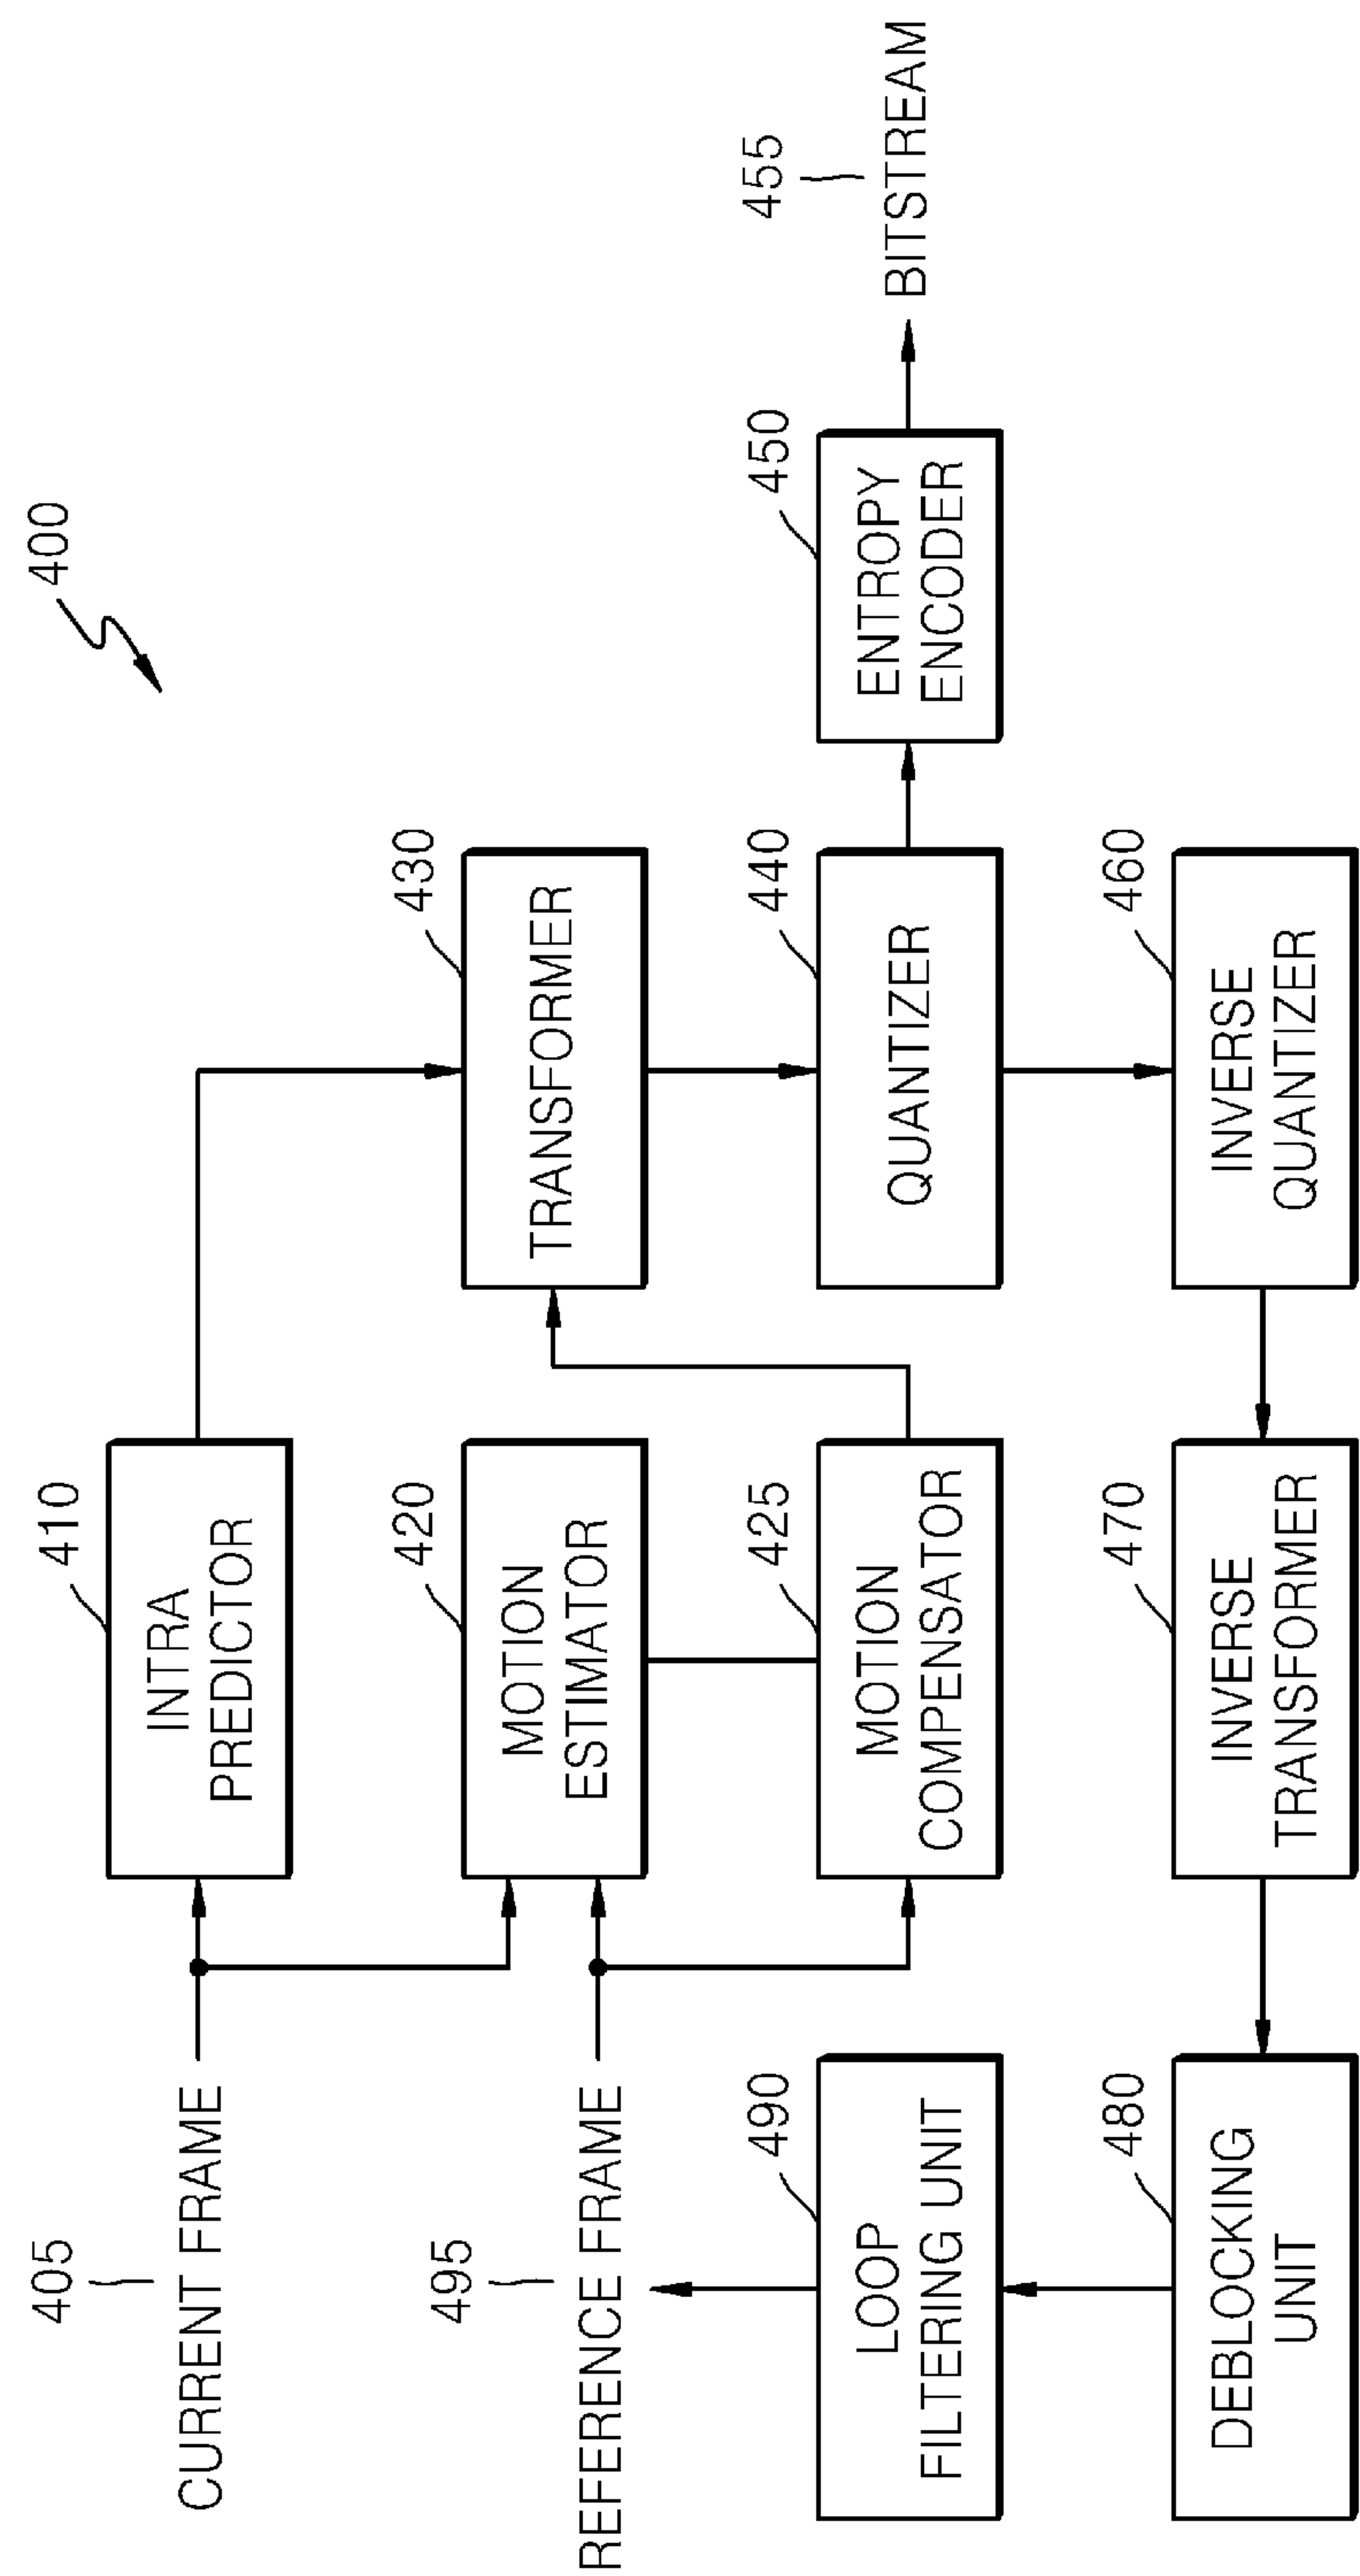 400
405
CURRENT FRAME
410
INTRA
PREDICTOR
495
REFERENCE FRAME
420
MOTION
ESTIMATOR
430
TRANSFORMER
490
LOOP
FILTERING UNIT
425
MOTION
COMPENSATOR
440
QUANTIZER
450
ENTROPY
ENCODER
455
BITSTREAM
480
DEBLOCKING
UNIT
470
INVERSE
TRANSFORMER
460
INVERSE
QUANTIZER